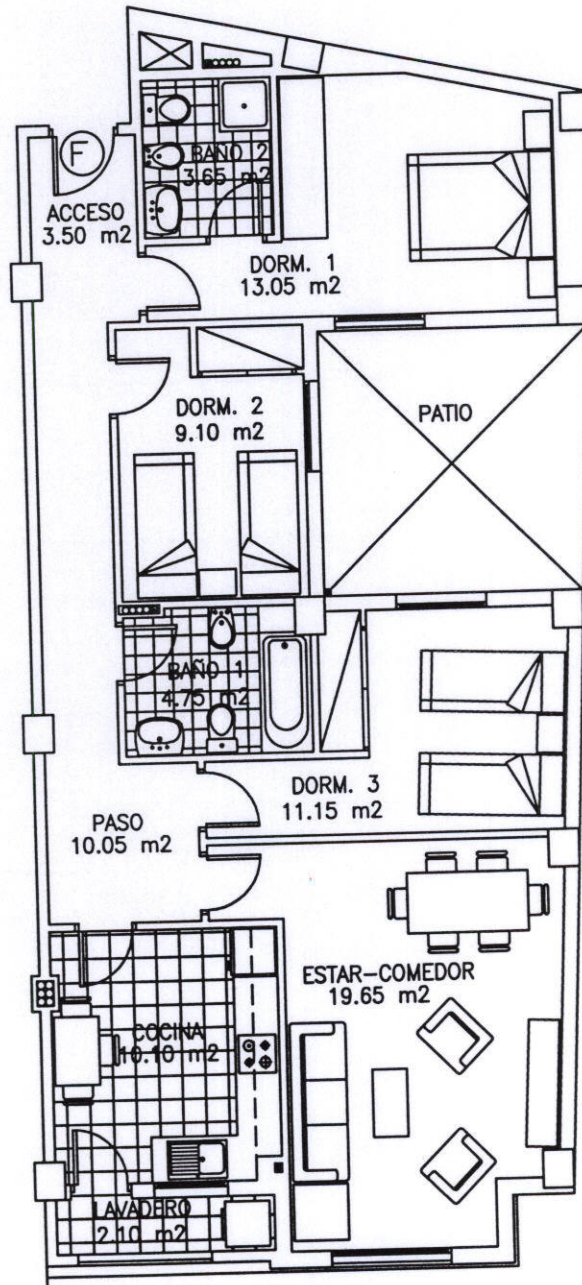 F
BAÑO 2
3.65 m2
ACCESO
3.50 m2
DORM. 1
13.05 m2
DORM. 2
9.10 m2
PATIO
BAÑO 1
4.75 m2
DORM. 3
11.15 m2
PASO
10.05 m2
ESTAR-COMEDOR
19.65 m2
COCINA
10.10 m2
LAVADERO
2.10 m2